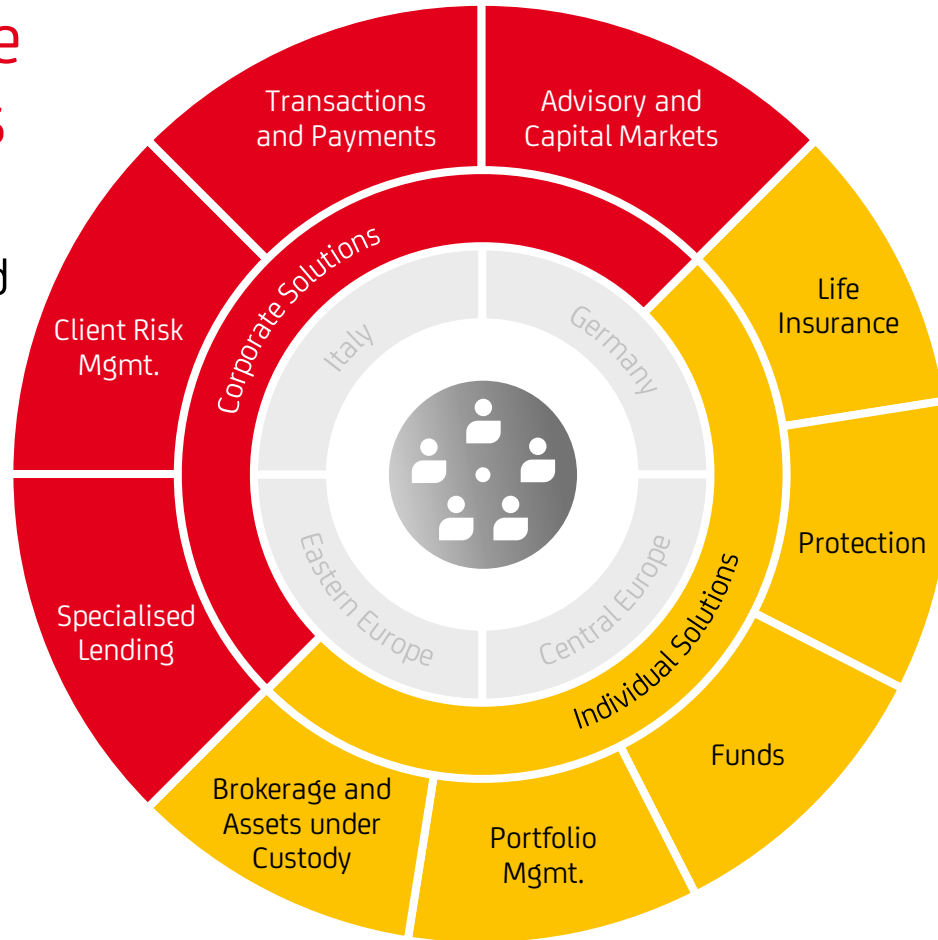 Transactions
and Payments
Advisory and
Capital Markets
Client Risk
Mgmt.
Life
Insurance
Corporate Solutions
Italy
Germany
Protection
Eastern Europe
Central Europe
Individual Solutions
Specialised
Lending
Funds
Brokerage and
Assets under
Custody
Portfolio
Mgmt.